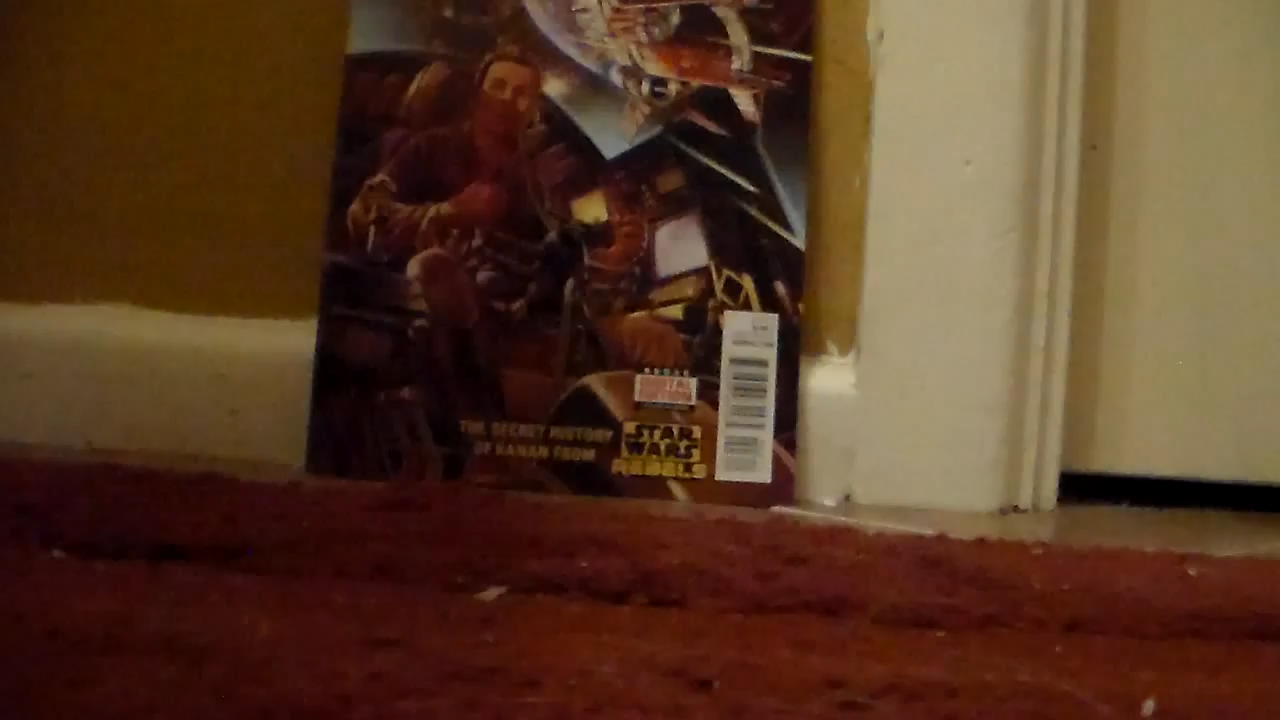 THE SECRET HISTORY
OF KANAN FROM
STAR
WARS
REBELS